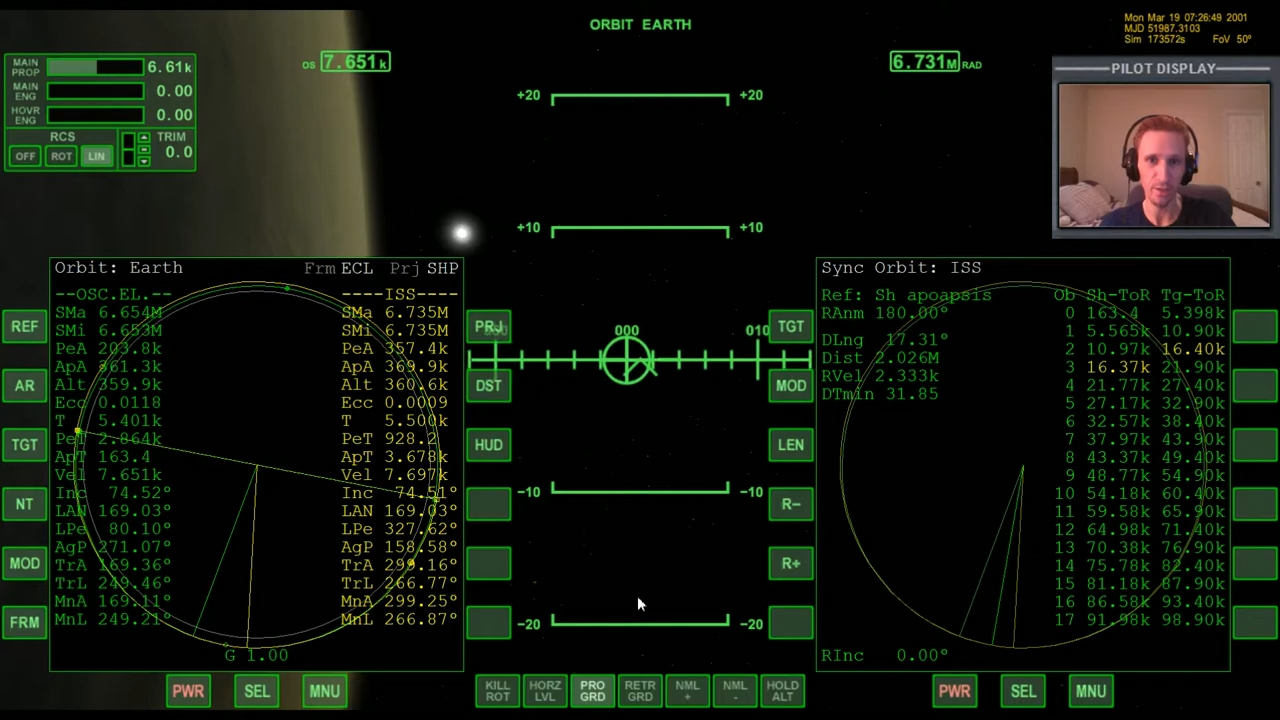 ORBIT EARTH
Mon Mar 19 07:26:49 2001
MJD 51987.3103
Sim 173572s FoV 50°
MAIN PROP 6.61k
MAIN ENG 0.00
HOVR ENG 0.00
RCS TRIM
OFF ROT LIN 0.0
OS 7.651k
6.731M RAD
PILOT DISPLAY
+20 +20
+10 +10
000 010
-10 -10
-20 -20
Orbit: Earth Frm ECL Prj SHP
--OSC.EL.-- ----ISS----
SMa 6.654M SMa 6.735M
SMi 6.653M SMi 6.735M
PeA 203.8k PeA 357.4k
ApA 361.3k ApA 369.9k
Alt 359.9k Alt 360.6k
Ecc 0.0118 Ecc 0.0009
T 5.401k T 5.500k
PeT 2.864k PeT 928.2
ApT 163.4 ApT 3.678k
Vel 7.651k Vel 7.697k
Inc 74.52° Inc 74.51°
LAN 169.03° LAN 169.03°
LPe 80.10° LPe 327.62°
AgP 271.07° AgP 158.58°
TrA 169.36° TrA 299.16°
TrL 249.46° TrL 266.77°
MnA 169.11° MnA 299.25°
MnL 249.21° MnL 266.87°
G 1.00
REF
AR
TGT
NT
MOD
FRM
PRJ
DST
HUD
PWR SEL MNU
KILL ROT
HORZ LVL
PRO GRD
RETR GRD
NML +
NML -
HOLD ALT
TGT
MOD
LEN
R-
R+
Sync Orbit: ISS
Ref: Sh apoapsis
RAnm 180.00°
DLng 17.31°
Dist 2.026M
RVel 2.333k
DTmin 31.85
Ob Sh-ToR Tg-ToR
0 163.4 5.398k
1 5.565k 10.90k
2 10.97k 16.40k
3 16.37k 21.90k
4 21.77k 27.40k
5 27.17k 32.90k
6 32.57k 38.40k
7 37.97k 43.90k
8 43.37k 49.40k
9 48.77k 54.90k
10 54.18k 60.40k
11 59.58k 65.90k
12 64.98k 71.40k
13 70.38k 76.90k
14 75.78k 82.40k
15 81.18k 87.90k
16 86.58k 93.40k
17 91.98k 98.90k
RInc 0.00°
PWR SEL MNU